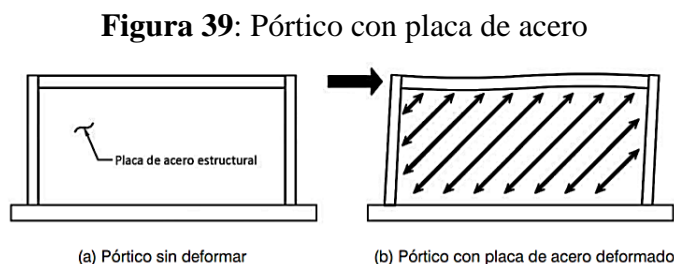 Figura 39: Pórtico con placa de acero
Placa de acero estructural
(a) Pórtico sin deformar
(b) Pórtico con placa de acero deformado